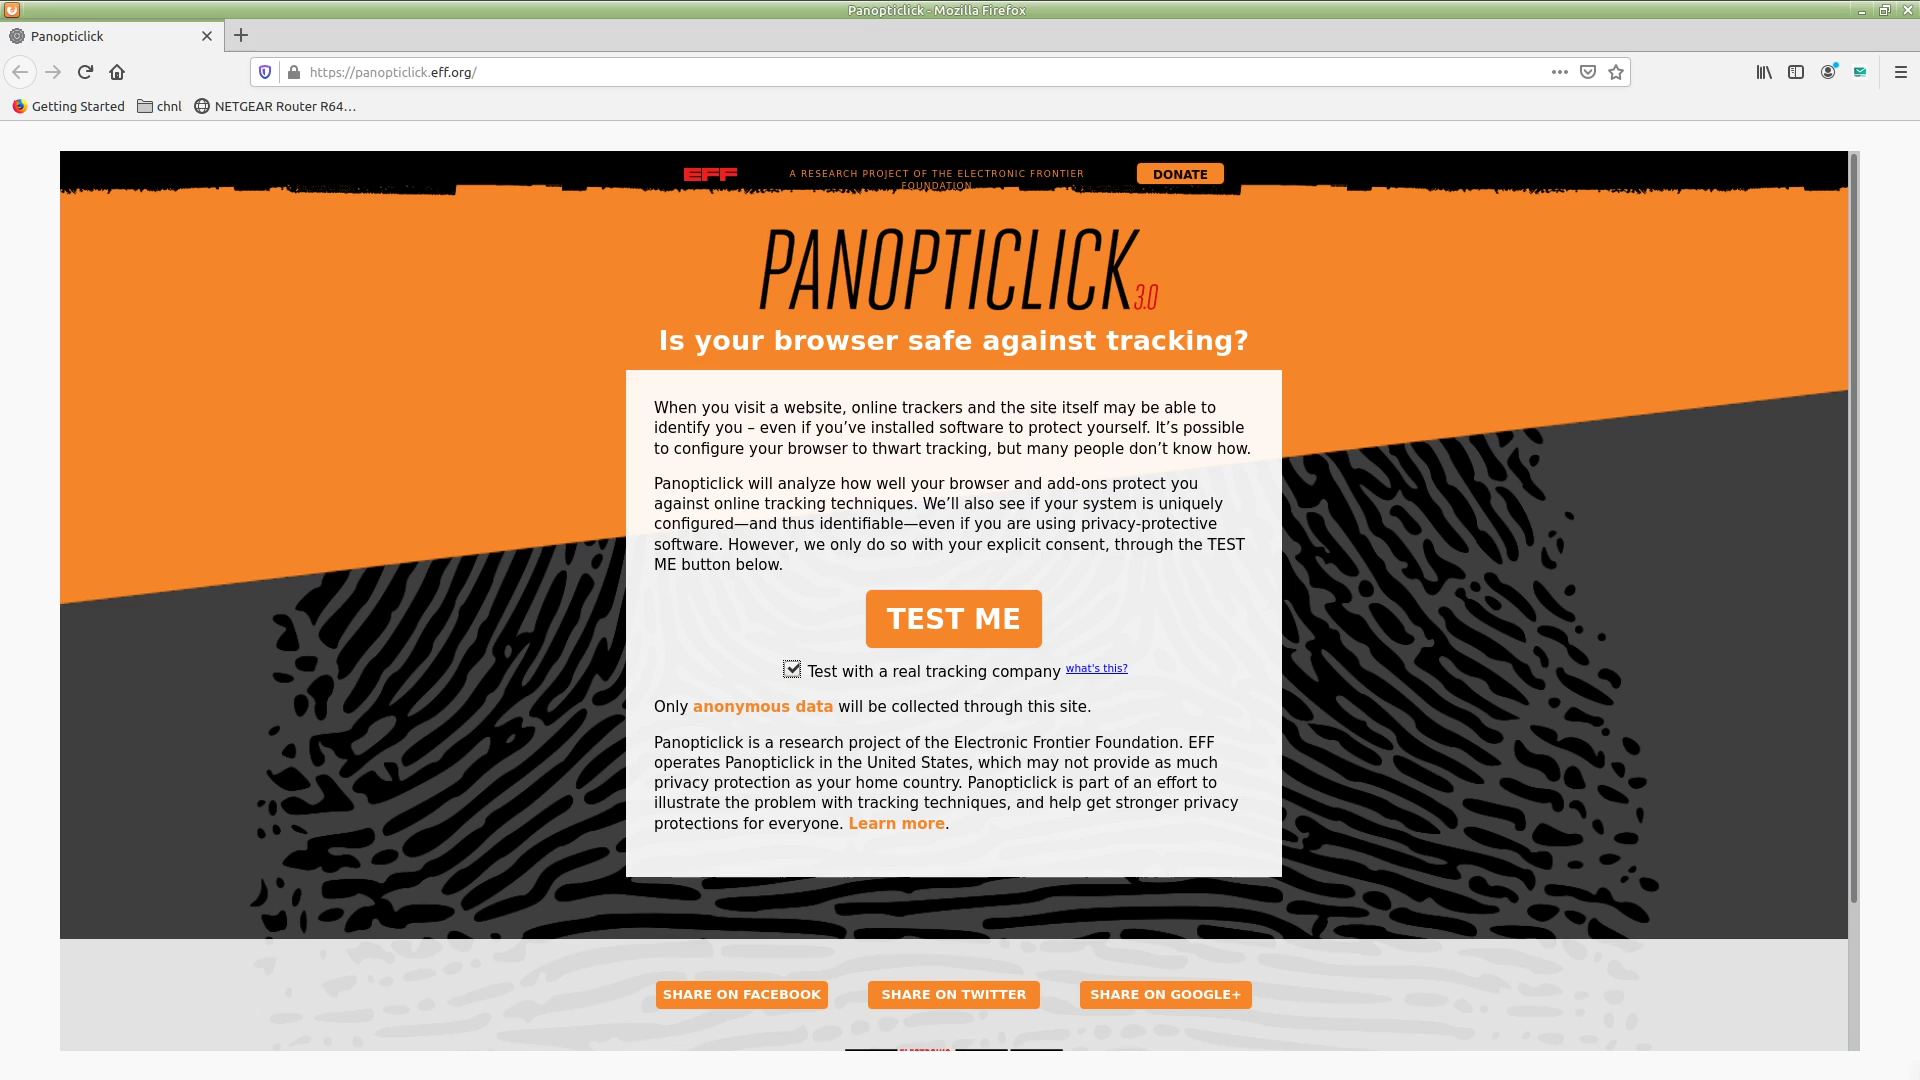 Panopticlick - Mozilla Firefox
Panopticlick
https://panopticlick.eff.org/
Getting Started
chnl
NETGEAR Router R64…
EFF
A RESEARCH PROJECT OF THE ELECTRONIC FRONTIER
FOUNDATION
DONATE
PANOPTICLICK 3.0
Is your browser safe against tracking?
When you visit a website, online trackers and the site itself may be able to
identify you – even if you’ve installed software to protect yourself. It’s possible
to configure your browser to thwart tracking, but many people don’t know how.
Panopticlick will analyze how well your browser and add-ons protect you
against online tracking techniques. We’ll also see if your system is uniquely
configured—and thus identifiable—even if you are using privacy-protective
software. However, we only do so with your explicit consent, through the TEST
ME button below.
TEST ME
Test with a real tracking company what's this?
Only anonymous data will be collected through this site.
Panopticlick is a research project of the Electronic Frontier Foundation. EFF
operates Panopticlick in the United States, which may not provide as much
privacy protection as your home country. Panopticlick is part of an effort to
illustrate the problem with tracking techniques, and help get stronger privacy
protections for everyone. Learn more.
SHARE ON FACEBOOK
SHARE ON TWITTER
SHARE ON GOOGLE+